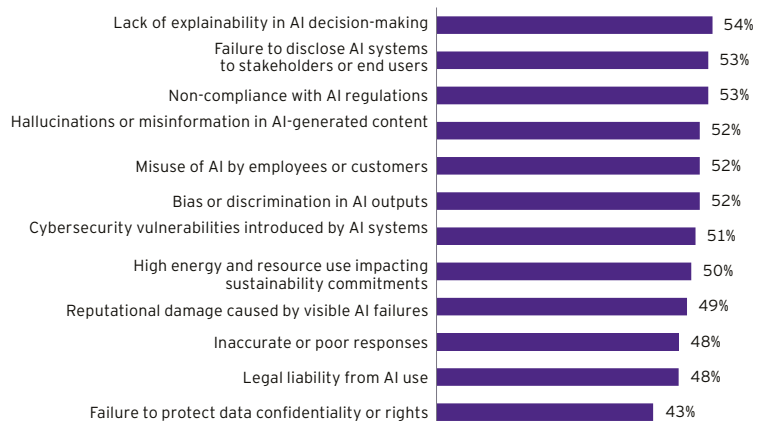 Lack of explainability in AI decision-making 54%
Failure to disclose AI systems
to stakeholders or end users 53%
Non-compliance with AI regulations 53%
Hallucinations or misinformation in AI-generated content 52%
Misuse of AI by employees or customers 52%
Bias or discrimination in AI outputs 52%
Cybersecurity vulnerabilities introduced by AI systems 51%
High energy and resource use impacting
sustainability commitments 50%
Reputational damage caused by visible AI failures 49%
Inaccurate or poor responses 48%
Legal liability from AI use 48%
Failure to protect data confidentiality or rights 43%